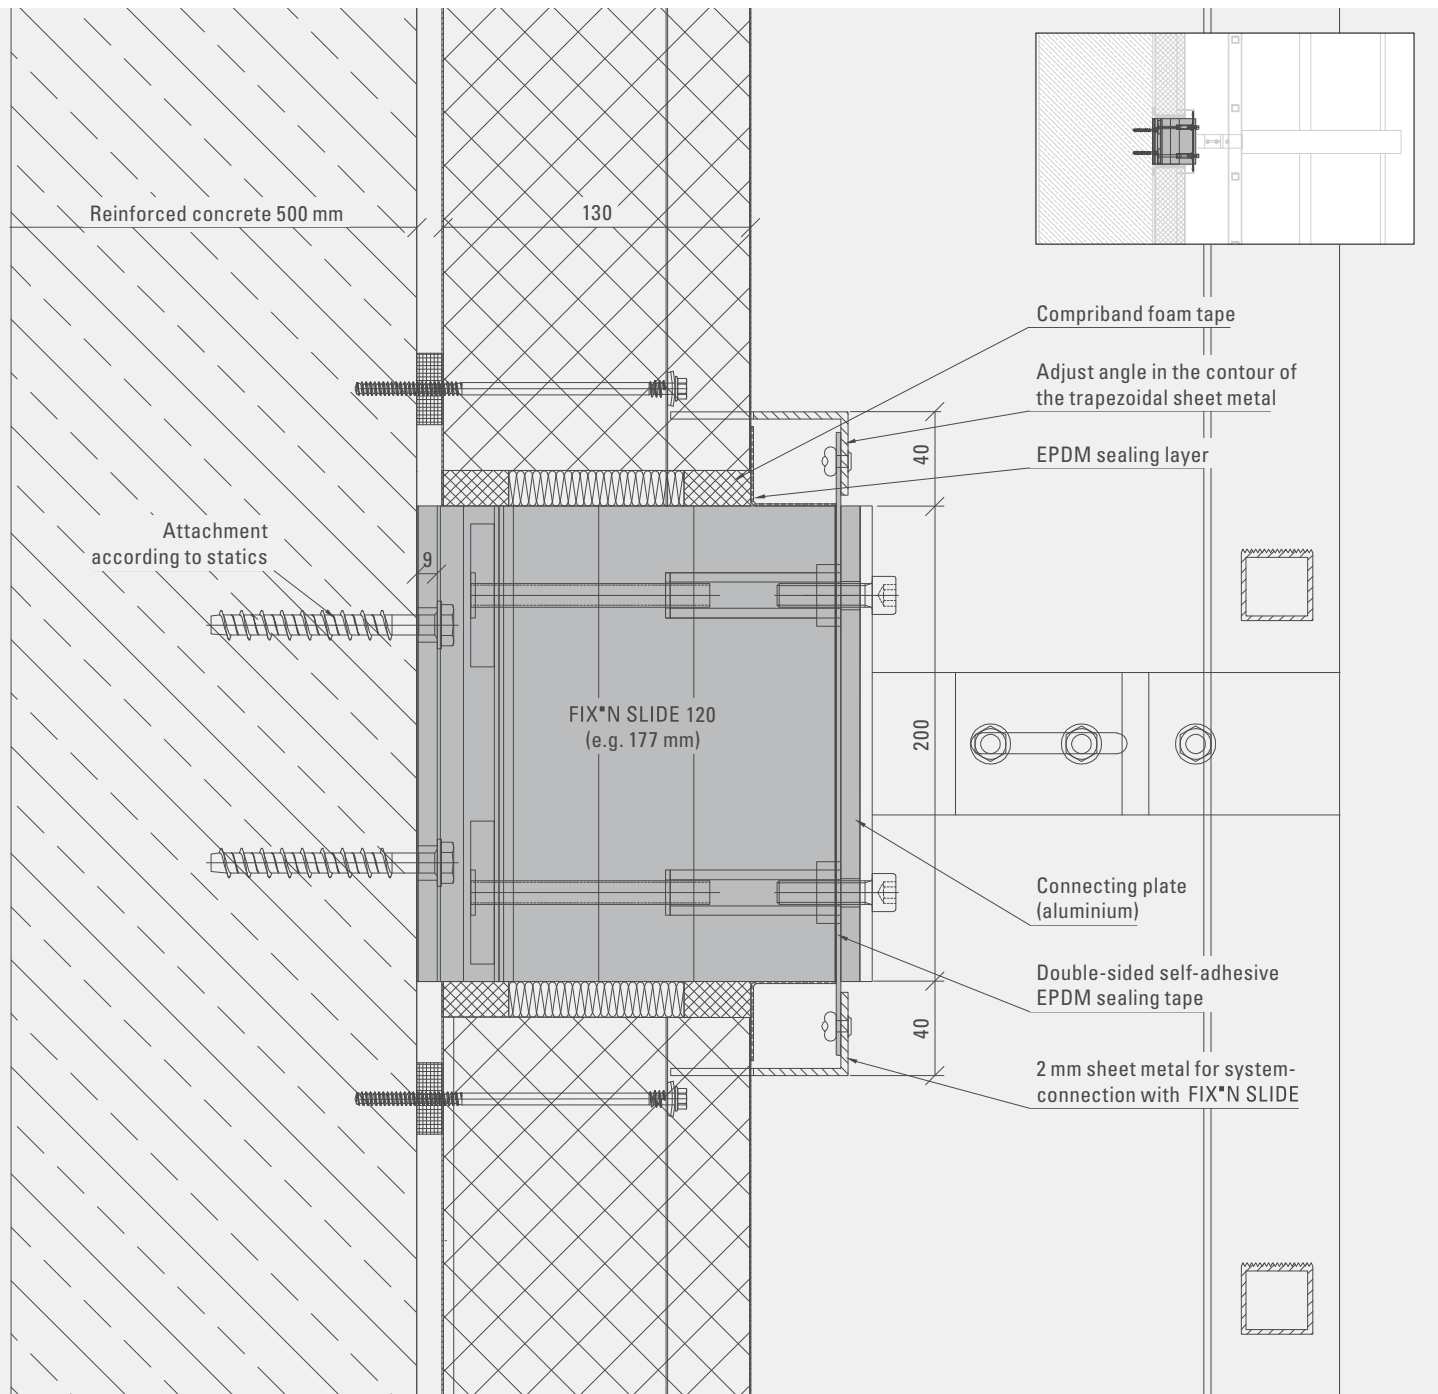 Reinforced concrete 500 mm
130
Compriband foam tape
Adjust angle in the contour of
the trapezoidal sheet metal
40
EPDM sealing layer
Attachment
according to statics
9
FIX■N SLIDE 120
(e.g. 177 mm)
200
Connecting plate
(aluminium)
Double-sided self-adhesive
EPDM sealing tape
40
2 mm sheet metal for system-
connection with FIX■N SLIDE